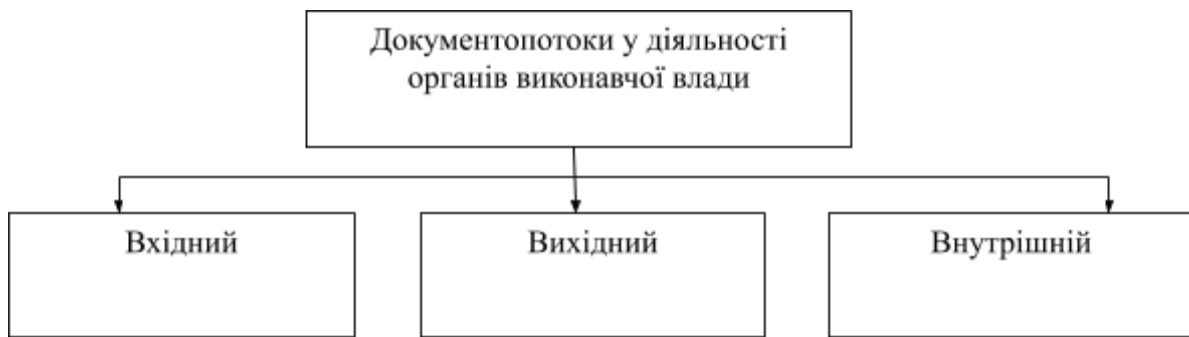 Документопотоки у діяльності
органів виконавчої влади
Вхідний
Вихідний
Внутрішній